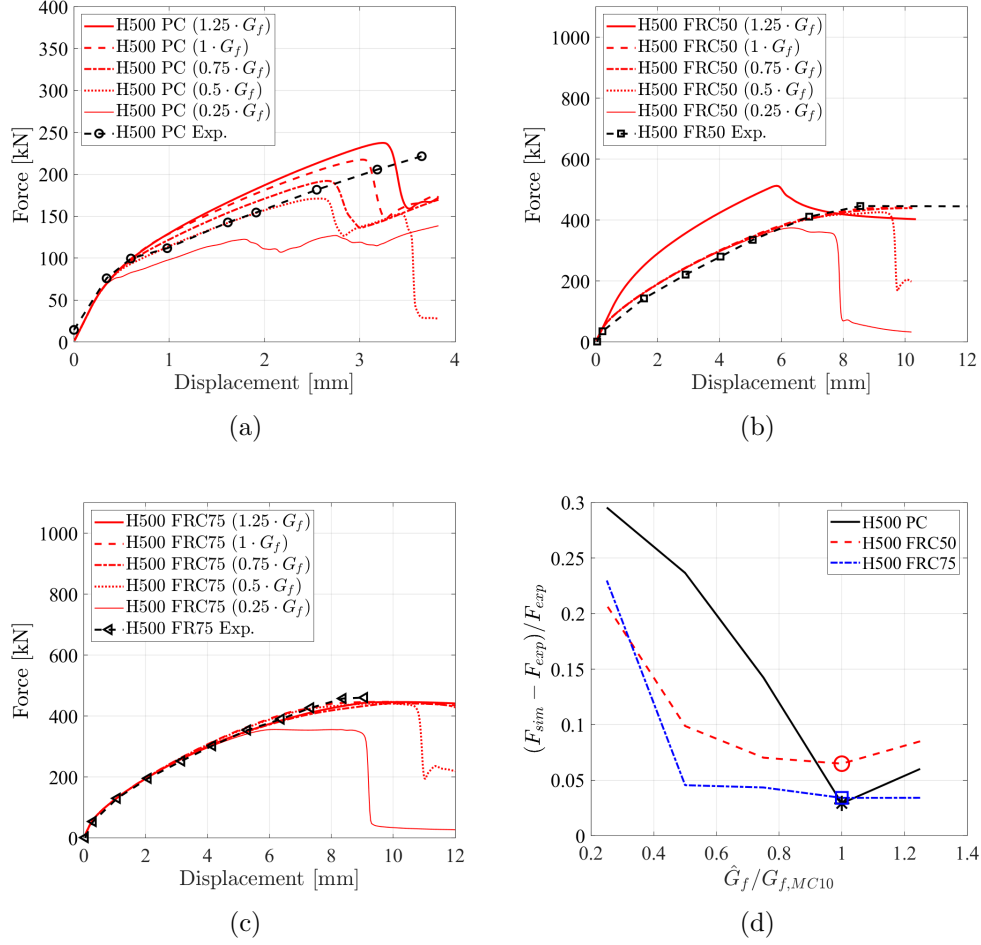 H500 PC (1.25 · G_f)
H500 PC (1 · G_f)
H500 PC (0.75 · G_f)
H500 PC (0.5 · G_f)
H500 PC (0.25 · G_f)
H500 PC Exp.
400
350
300
250
200
150
100
50
0
Force [kN]
0 1 2 3 4
Displacement [mm]
(a)
H500 FRC50 (1.25 · G_f)
H500 FRC50 (1 · G_f)
H500 FRC50 (0.75 · G_f)
H500 FRC50 (0.5 · G_f)
H500 FRC50 (0.25 · G_f)
H500 FR50 Exp.
1000
800
600
400
200
0
Force [kN]
0 2 4 6 8 10 12
Displacement [mm]
(b)
H500 FRC75 (1.25 · G_f)
H500 FRC75 (1 · G_f)
H500 FRC75 (0.75 · G_f)
H500 FRC75 (0.5 · G_f)
H500 FRC75 (0.25 · G_f)
H500 FR75 Exp.
1000
800
600
400
200
0
Force [kN]
0 2 4 6 8 10 12
Displacement [mm]
(c)
H500 PC
H500 FRC50
H500 FRC75
0.3
0.25
0.2
0.15
0.1
0.05
0
(F_sim − F_exp)/F_exp
0.2 0.4 0.6 0.8 1 1.2 1.4
Ĝ_f/G_f,MC10
(d)